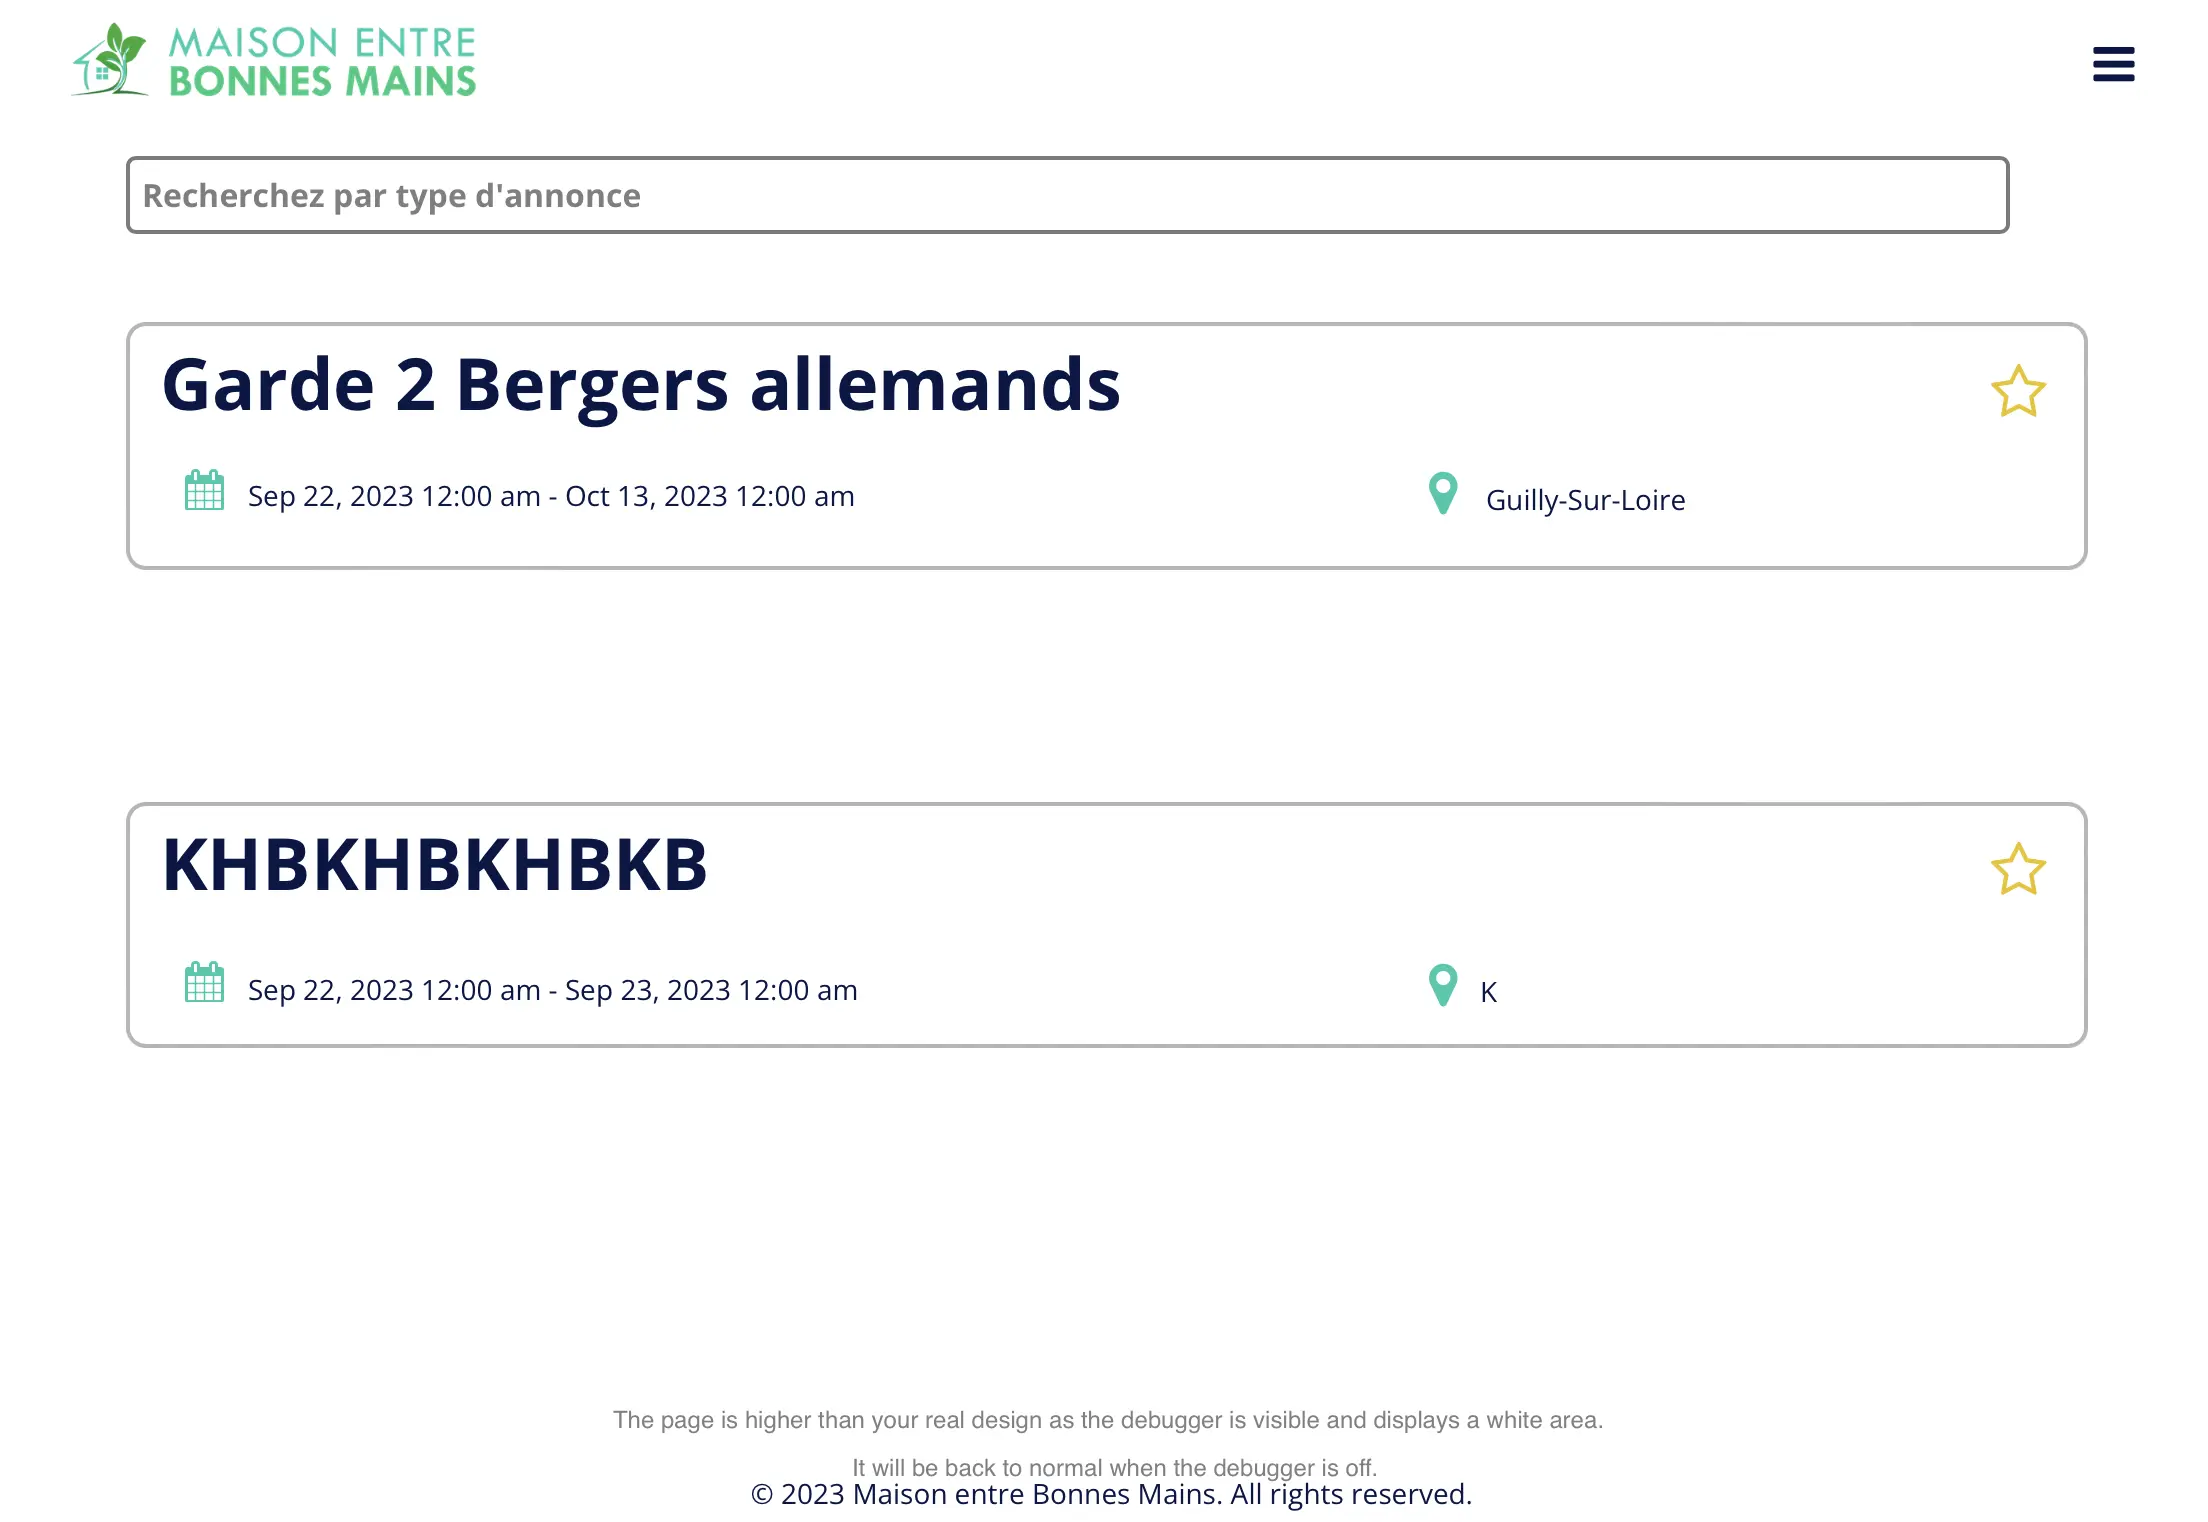 MAISON ENTRE
BONNES MAINS
Recherchez par type d'annonce
Garde 2 Bergers allemands
Sep 22, 2023 12:00 am - Oct 13, 2023 12:00 am
Guilly-Sur-Loire
KHBKHBKHBKB
Sep 22, 2023 12:00 am - Sep 23, 2023 12:00 am
K
The page is higher than your real design as the debugger is visible and displays a white area.
It will be back to normal when the debugger is off.
© 2023 Maison entre Bonnes Mains. All rights reserved.